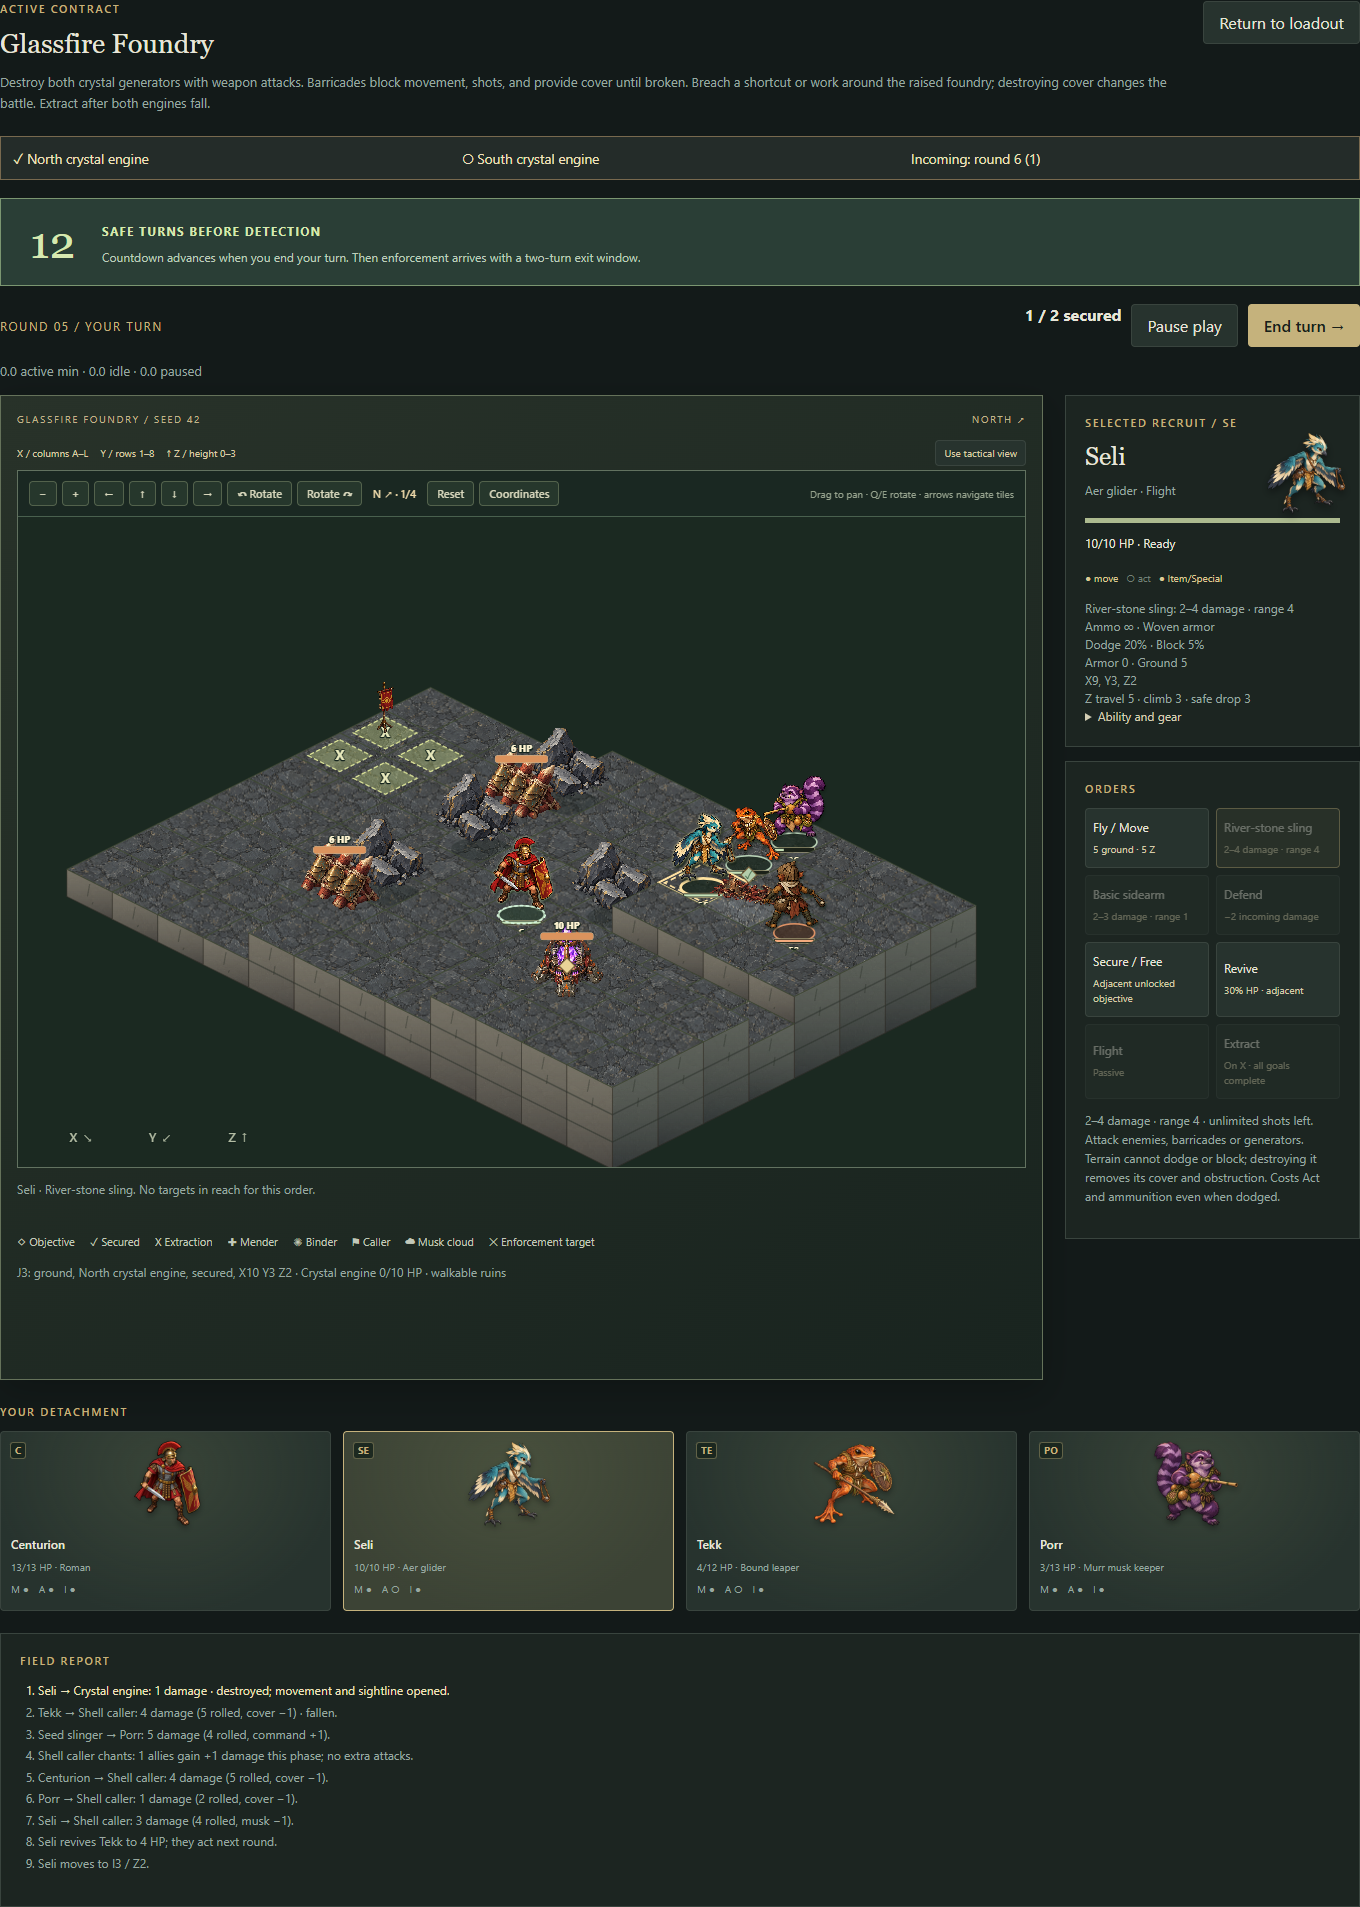 ACTIVE CONTRACT
Return to loadout
Glassfire Foundry
Destroy both crystal generators with weapon attacks. Barricades block movement, shots, and provide cover until broken. Breach a shortcut or work around the raised foundry; destroying cover changes the
battle. Extract after both engines fall.
✓ North crystal engine
○ South crystal engine
Incoming: round 6 (1)
12
SAFE TURNS BEFORE DETECTION
Countdown advances when you end your turn. Then enforcement arrives with a two-turn exit window.
ROUND 05 / YOUR TURN
1 / 2 secured
Pause play
End turn →
0.0 active min · 0.0 idle · 0.0 paused
GLASSFIRE FOUNDRY / SEED 42
NORTH ↗
X / columns A–L Y / rows 1–8 ↑ Z / height 0–3
Use tactical view
− + ← ↑ ↓ → ↶ Rotate Rotate ↷ N ↗ · 1/4 Reset Coordinates
Drag to pan · Q/E rotate · arrows navigate tiles
X
X
X
X
6 HP
6 HP
10 HP
X ↘ Y ↙ Z ↑
Seli · River-stone sling. No targets in reach for this order.
◇ Objective ✓ Secured X Extraction ✚ Mender ✺ Binder ⚑ Caller ☁ Musk cloud ✕ Enforcement target
J3: ground, North crystal engine, secured, X10 Y3 Z2 · Crystal engine 0/10 HP · walkable ruins
SELECTED RECRUIT / SE
Seli
Aer glider · Flight
10/10 HP · Ready
● move ○ act ● Item/Special
River-stone sling: 2–4 damage · range 4
Ammo ∞ · Woven armor
Dodge 20% · Block 5%
Armor 0 · Ground 5
X9, Y3, Z2
Z travel 5 · climb 3 · safe drop 3
▶ Ability and gear
ORDERS
Fly / Move
5 ground · 5 Z
River-stone sling
2–4 damage · range 4
Basic sidearm
2–3 damage · range 1
Defend
−2 incoming damage
Secure / Free
Adjacent unlocked
objective
Revive
30% HP · adjacent
Flight
Passive
Extract
On X · all goals
complete
2–4 damage · range 4 · unlimited shots left.
Attack enemies, barricades or generators.
Terrain cannot dodge or block; destroying it
removes its cover and obstruction. Costs Act
and ammunition even when dodged.
YOUR DETACHMENT
C
Centurion
13/13 HP · Roman
M ● A ● I ●
SE
Seli
10/10 HP · Aer glider
M ● A ○ I ●
TE
Tekk
4/12 HP · Bound leaper
M ● A ○ I ●
PO
Porr
3/13 HP · Murr musk keeper
M ● A ● I ●
FIELD REPORT
1. Seli → Crystal engine: 1 damage · destroyed; movement and sightline opened.
2. Tekk → Shell caller: 4 damage (5 rolled, cover −1) · fallen.
3. Seed slinger → Porr: 5 damage (4 rolled, command +1).
4. Shell caller chants: 1 allies gain +1 damage this phase; no extra attacks.
5. Centurion → Shell caller: 4 damage (5 rolled, cover −1).
6. Porr → Shell caller: 1 damage (2 rolled, cover −1).
7. Seli → Shell caller: 3 damage (4 rolled, musk −1).
8. Seli revives Tekk to 4 HP; they act next round.
9. Seli moves to I3 / Z2.